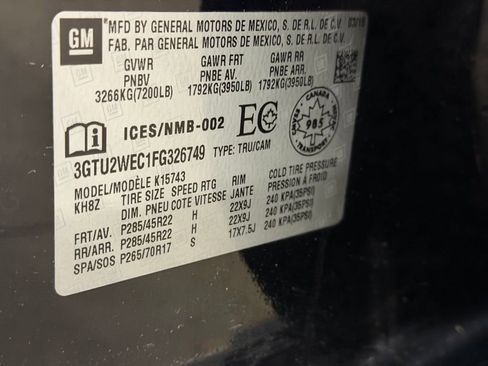 GM
MFD BY GENERAL MOTORS DE MEXICO, S. DE R.L. DE C.V.
FAB. PAR GENERAL MOTORS DE MEXICO, S. DE R.L. DE C.V.
GVWR GAWR FRT GAWR RR
PNBV PNBE AV. PNBE ARR.
3266KG(7200LB) 1792KG(3950LB) 1792KG(3950LB)
ICES/NMB-002 EC
CANADA
985
3GTU2WEC1FG326749 TYPE: TRU/CAM
MODEL/MODÈLE K15743
KH8Z TIRE SIZE SPEED RTG RIM COLD TIRE PRESSURE
DIM. PNEU COTE VITESSE JANTE PRESSION À FROID
FRT/AV. P285/45R22 H 22X9J 240 KPA(35PSI)
RR/ARR. P285/45R22 H 22X9J 240 KPA(35PSI)
SPA/SOS P265/70R17 S 17X7.5J 240 KPA(35PSI)